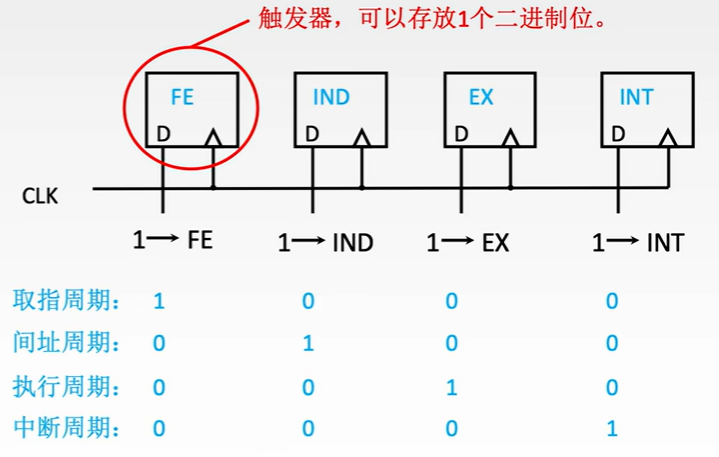 触发器，可以存放1个二进制位。
FE IND EX INT
D D D D
CLK
1→ FE 1→ IND 1→ EX 1→ INT
取指周期： 1 0 0 0
间址周期： 0 1 0 0
执行周期： 0 0 1 0
中断周期： 0 0 0 1